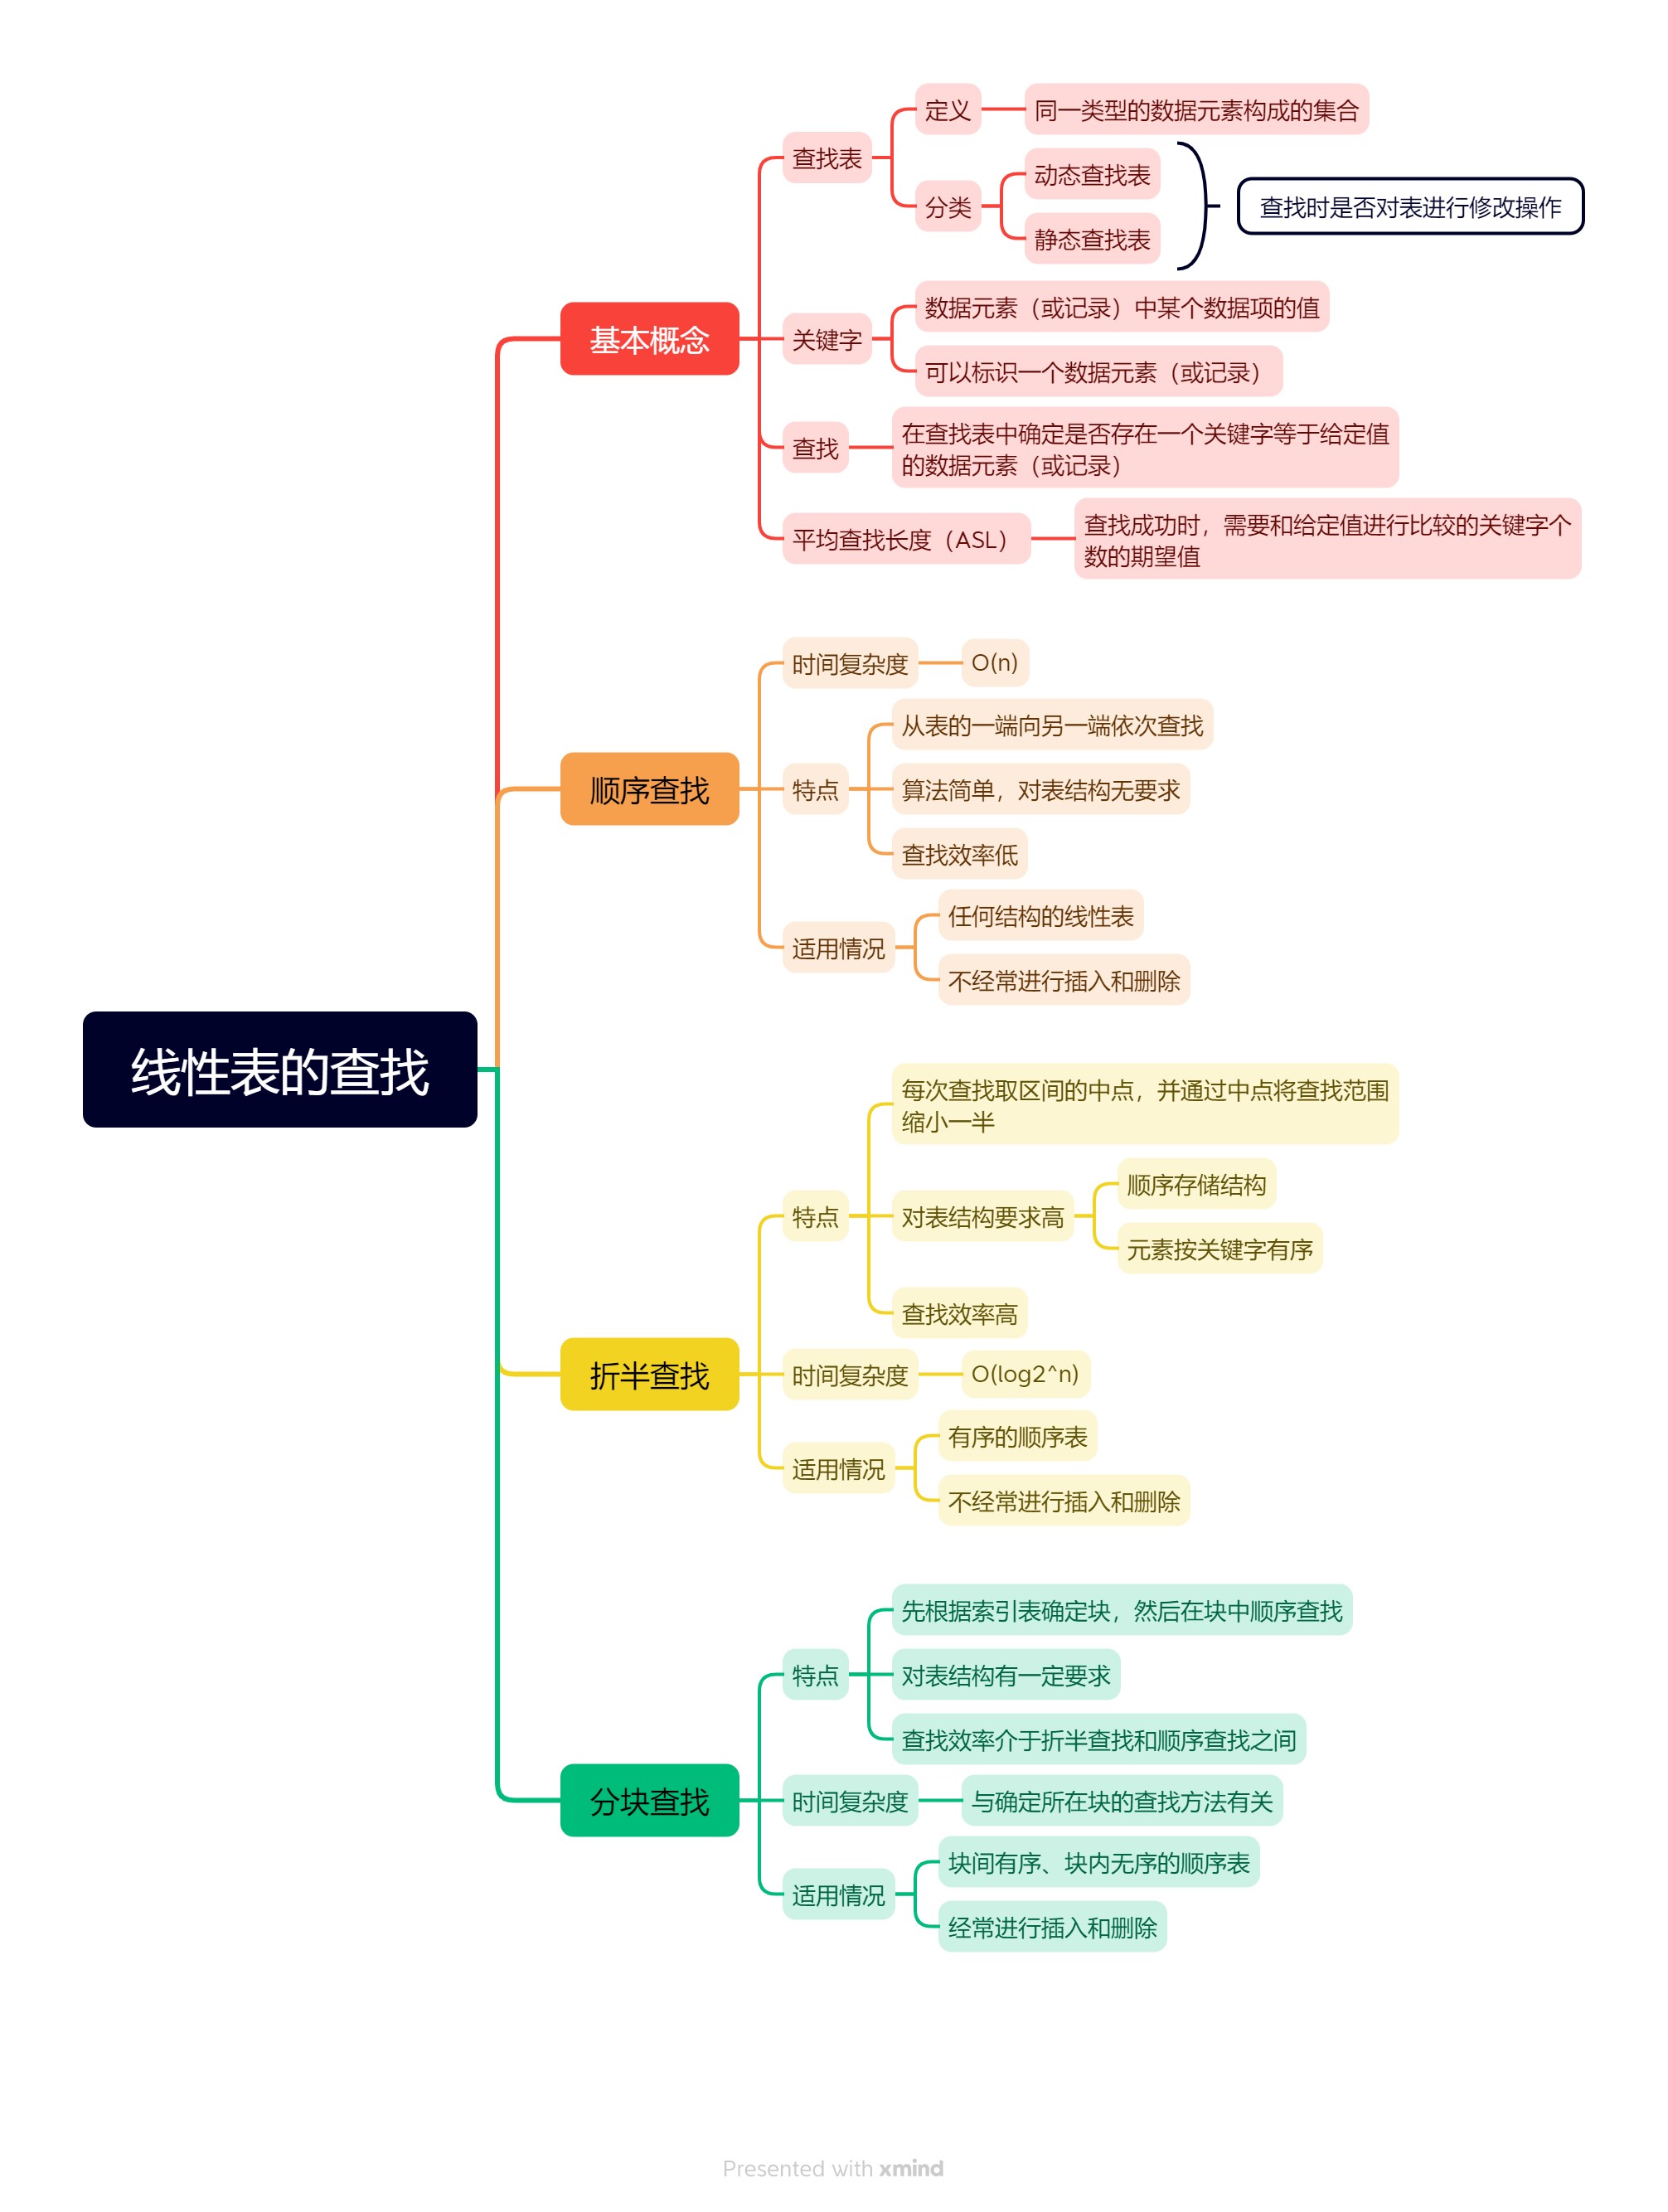 线性表的查找
基本概念
查找表
定义
同一类型的数据元素构成的集合
分类
动态查找表
静态查找表
查找时是否对表进行修改操作
关键字
数据元素（或记录）中某个数据项的值
可以标识一个数据元素（或记录）
查找
在查找表中确定是否存在一个关键字等于给定值
的数据元素（或记录）
平均查找长度（ASL）
查找成功时，需要和给定值进行比较的关键字个
数的期望值
顺序查找
时间复杂度
O(n)
特点
从表的一端向另一端依次查找
算法简单，对表结构无要求
查找效率低
适用情况
任何结构的线性表
不经常进行插入和删除
折半查找
特点
每次查找取区间的中点，并通过中点将查找范围
缩小一半
对表结构要求高
顺序存储结构
元素按关键字有序
查找效率高
时间复杂度
O(log2^n)
适用情况
有序的顺序表
不经常进行插入和删除
分块查找
特点
先根据索引表确定块，然后在块中顺序查找
对表结构有一定要求
查找效率介于折半查找和顺序查找之间
时间复杂度
与确定所在块的查找方法有关
适用情况
块间有序、块内无序的顺序表
经常进行插入和删除
Presented with xmind